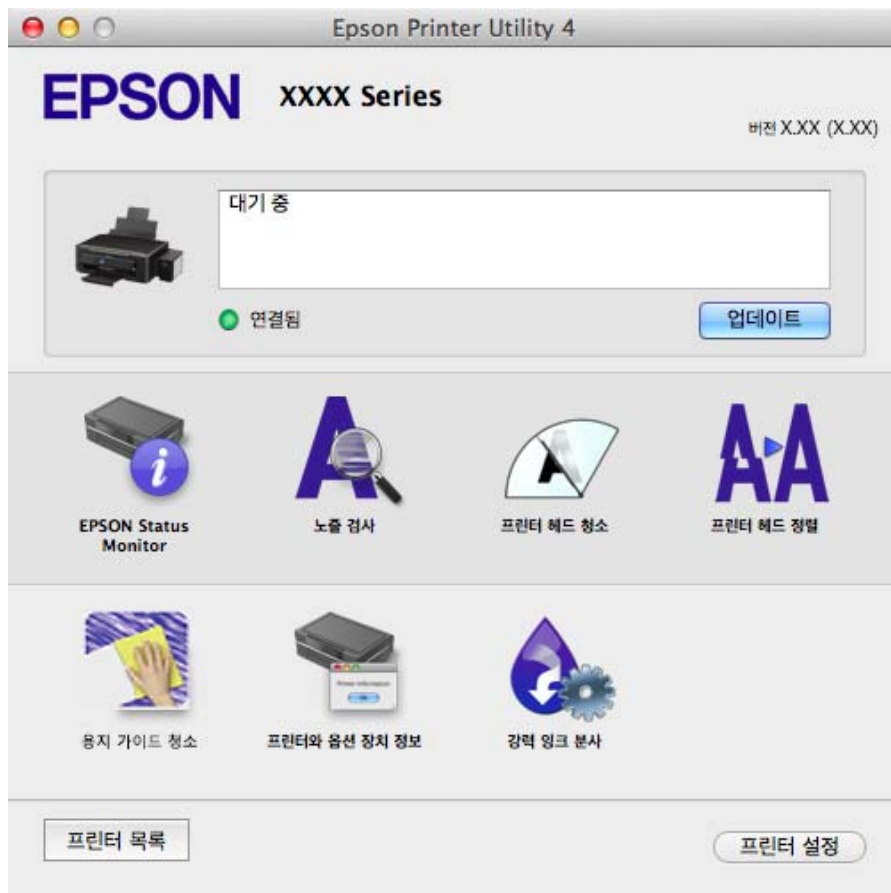 Epson Printer Utility 4
EPSON XXXX Series
버전 X.XX (X.XX)
대기 중
연결됨
업데이트
EPSON Status
Monitor
노즐 검사
프린터 헤드 청소
프린터 헤드 정렬
용지 가이드 청소
프린터와 옵션 장치 정보
강력 잉크 분사
프린터 목록
프린터 설정